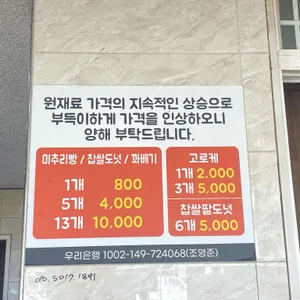 원재료 가격의 지속적인 상승으로
부득이하게 가격을 인상하오니
양해 부탁드립니다.
미추리빵 / 찹쌀도넛 / 꽈배기
1개 800
5개 4,000
13개 10,000
고로케
1개 2,000
3개 5,000
찹쌀팥도넛
6개 5,000
우리은행 1002-149-724068(조영준)
010. 5017. 1891